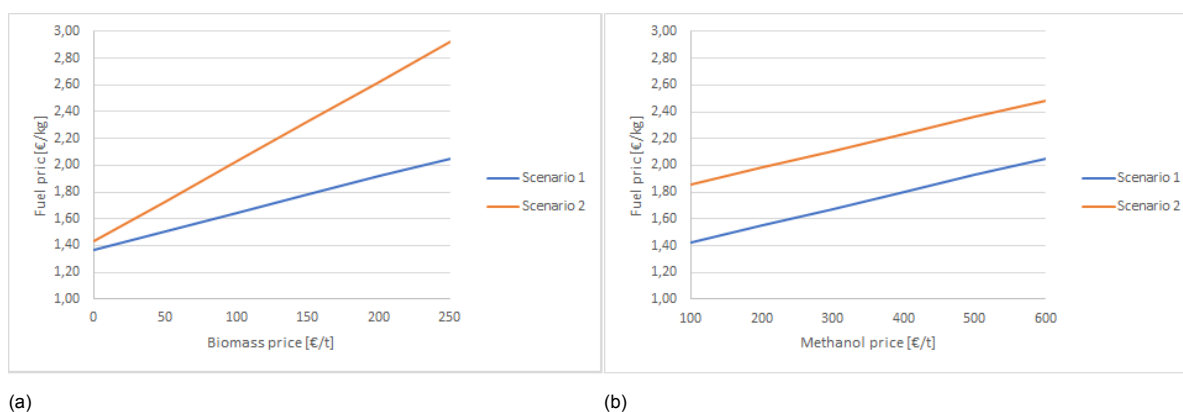 3,00
2,80
2,60
2,40
2,20
2,00
1,80
1,60
1,40
1,20
1,00
Fuel pric [€/kg]
0 50 100 150 200 250
Biomass price [€/t]
Scenario 1
Scenario 2
(a)
3,00
2,80
2,60
2,40
2,20
2,00
1,80
1,60
1,40
1,20
1,00
Fuel pric [€/kg]
100 200 300 400 500 600
Methanol price [€/t]
Scenario 1
Scenario 2
(b)